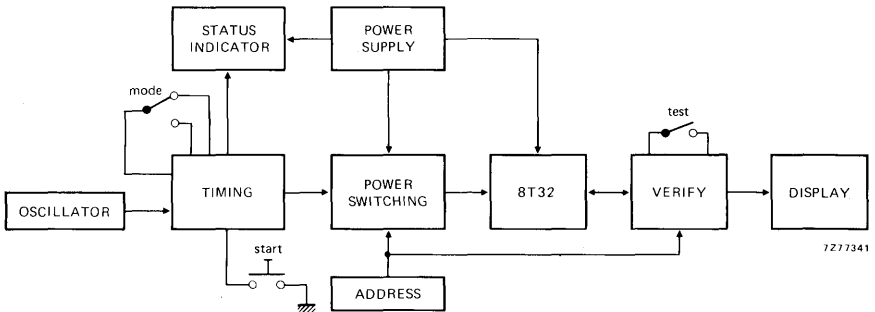 STATUS
INDICATOR
POWER
SUPPLY
mode
test
OSCILLATOR
TIMING
POWER
SWITCHING
8T32
VERIFY
DISPLAY
7Z77341
start
ADDRESS